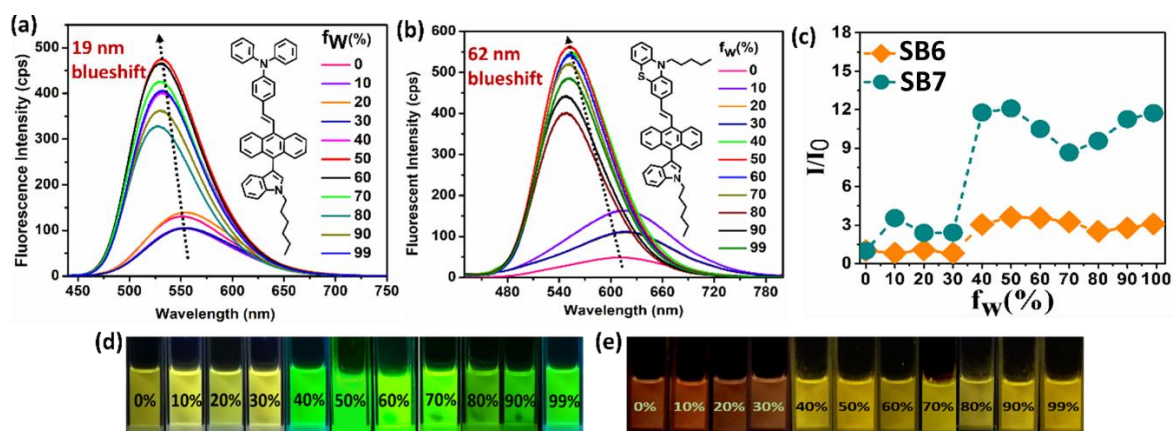 (a)
19 nm
blueshift
fW(%)
0
10
20
30
40
50
60
70
80
90
99
N
N
Fluorescent Intensity (cps)
500
400
300
200
100
0
450 500 550 600 650 700 750
Wavelength (nm)
(b)
62 nm
blueshift
fW(%)
0
10
20
30
40
50
60
70
80
90
99
N
S
N
Fluorescence Intensity (cps)
600
500
400
300
200
100
0
480 560 640 720 800
Wavelength (nm)
(c)
SB6
SB7
I/I0
18
15
12
9
6
3
0
0 10 20 30 40 50 60 70 80 90 100
fW(%)
(d)
0% 10% 20% 30% 40% 50% 60% 70% 80% 90% 99%
(e)
0% 10% 20% 30% 40% 50% 60% 70% 80% 90% 99%